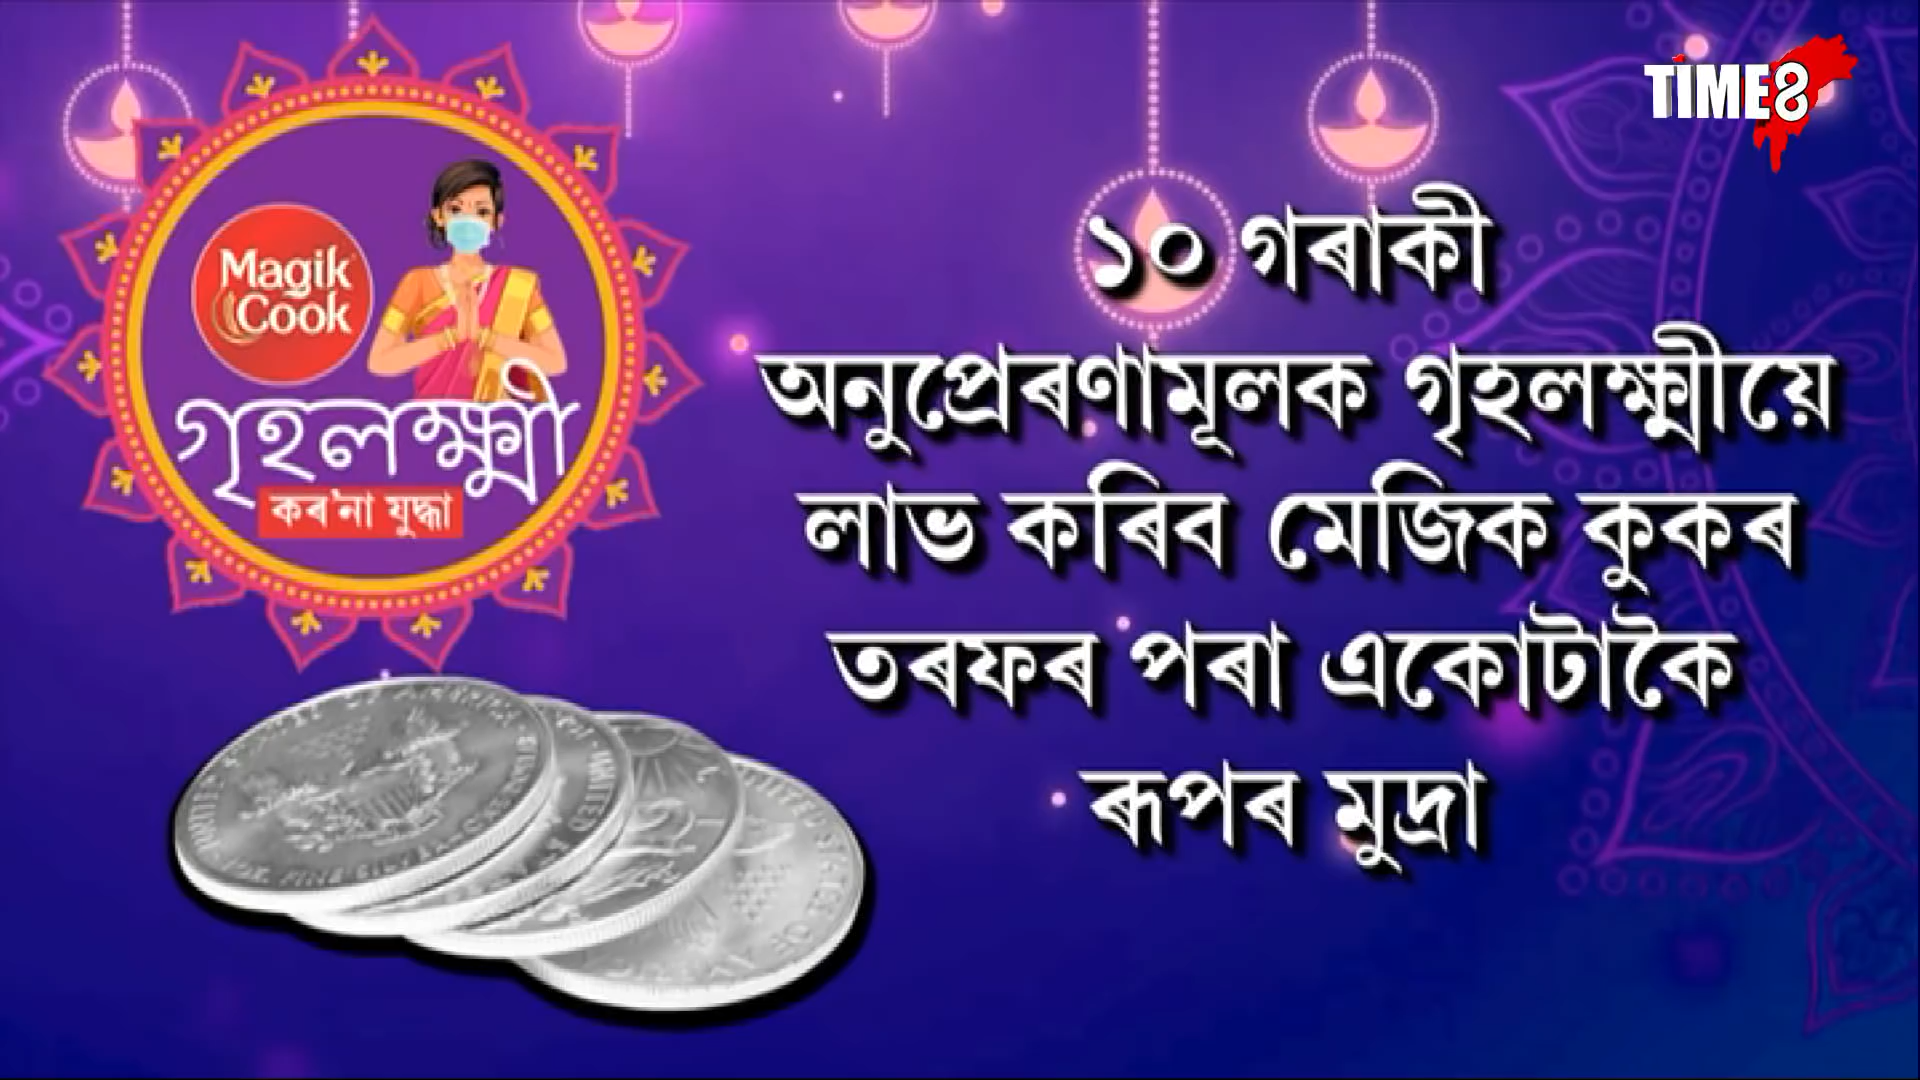 TIME8
Magik
Cook
গৃহলক্ষ্মী
কৰ'না যুদ্ধা
১০ গৰাকী
অনুপ্ৰেৰণামূলক গৃহলক্ষ্মীয়ে
লাভ কৰিব মেজিক কুকৰ
তৰফৰ পৰা একোটাকৈ
ৰূপৰ মুদ্ৰা